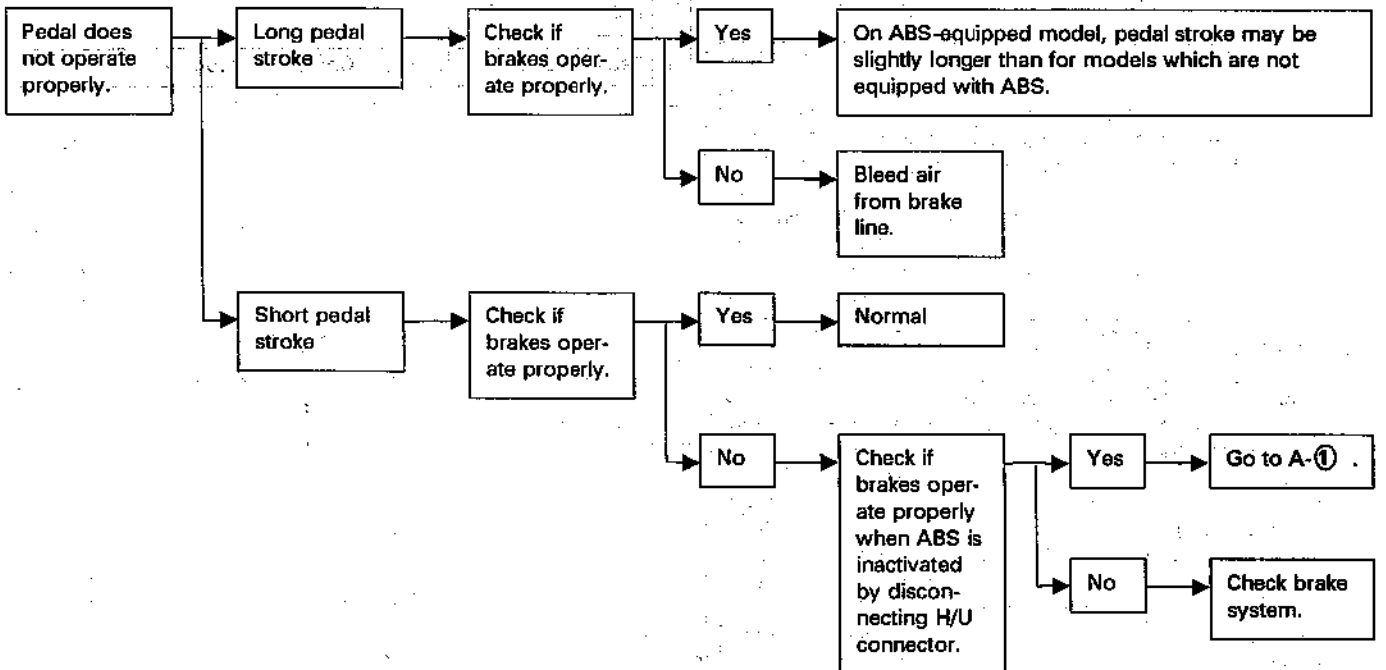 Pedal does
not operate
properly.
Long pedal
stroke
Check if
brakes oper-
ate properly.
Yes
On ABS-equipped model, pedal stroke may be
slightly longer than for models which are not
equipped with ABS.
No
Bleed air
from brake
line.
Short pedal
stroke
Check if
brakes oper-
ate properly.
Yes
Normal
No
Check if
brakes oper-
ate properly
when ABS is
inactivated
by discon-
necting H/U
connector.
Yes
Go to A-① .
No
Check brake
system.